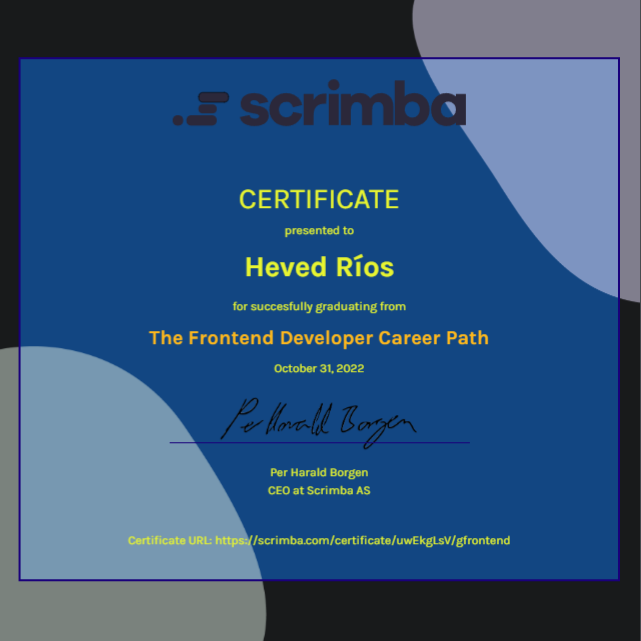 scrimba
CERTIFICATE
presented to
Heved Ríos
for succesfully graduating from
The Frontend Developer Career Path
October 31, 2022
Per Harald Borgen
Per Harald Borgen
CEO at Scrimba AS
Certificate URL: https://scrimba.com/certificate/uwEkgLsV/gfrontend